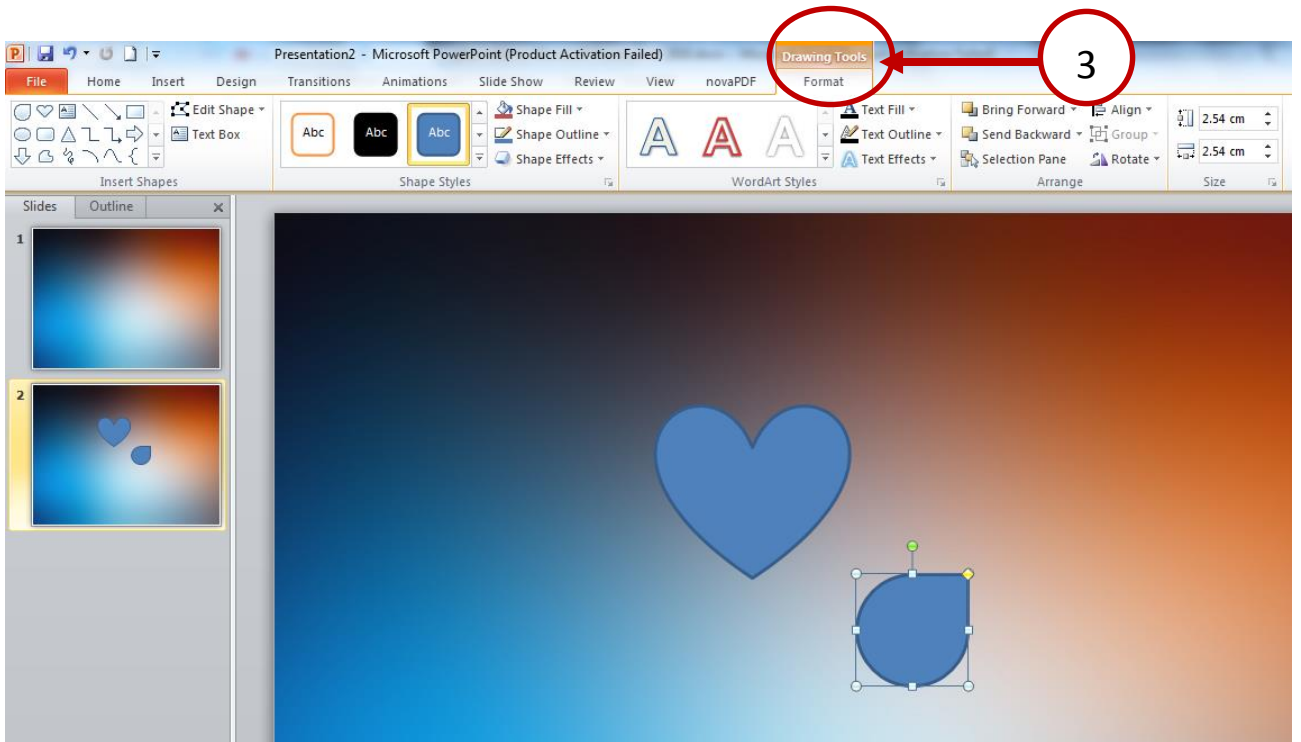 Presentation2 - Microsoft PowerPoint (Product Activation Failed)
Drawing Tools
3
File Home Insert Design Transitions Animations Slide Show Review View novaPDF Format
Edit Shape
Text Box
Insert Shapes
Abc Abc Abc
Shape Fill
Shape Outline
Shape Effects
Shape Styles
A A A
Text Fill
Text Outline
Text Effects
WordArt Styles
Bring Forward
Send Backward
Selection Pane
Align
Group
Rotate
Arrange
2.54 cm
2.54 cm
Size
Slides Outline
1
2